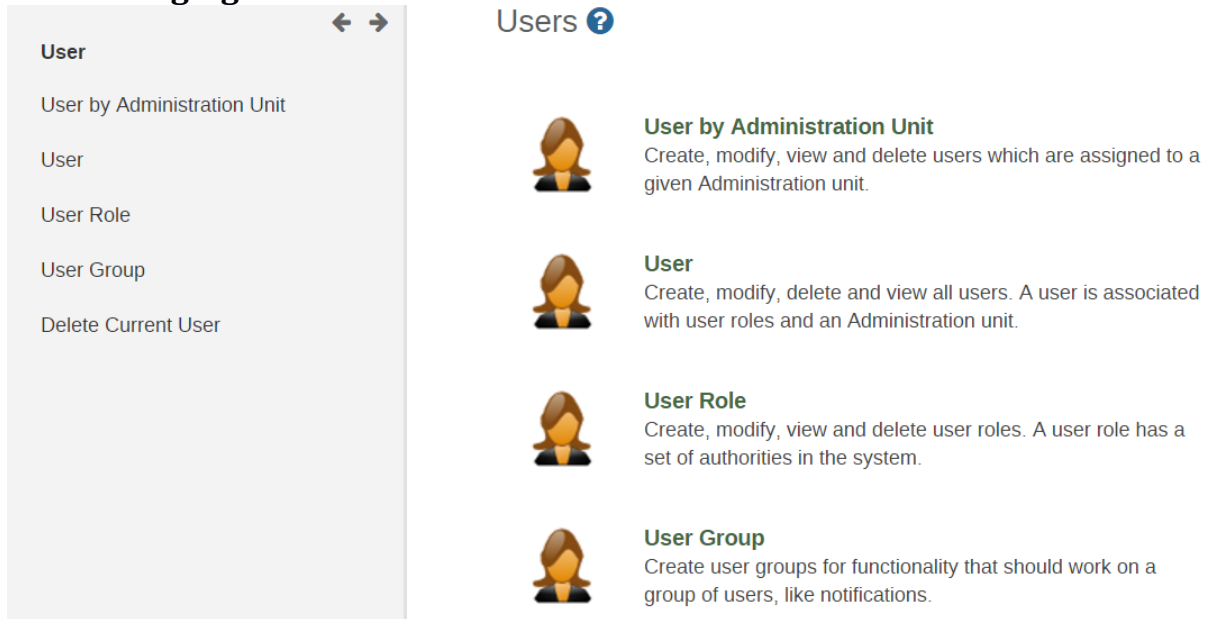 User
User by Administration Unit
User
User Role
User Group
Delete Current User
Users ?
User by Administration Unit
Create, modify, view and delete users which are assigned to a
given Administration unit.
User
Create, modify, delete and view all users. A user is associated
with user roles and an Administration unit.
User Role
Create, modify, view and delete user roles. A user role has a
set of authorities in the system.
User Group
Create user groups for functionality that should work on a
group of users, like notifications.